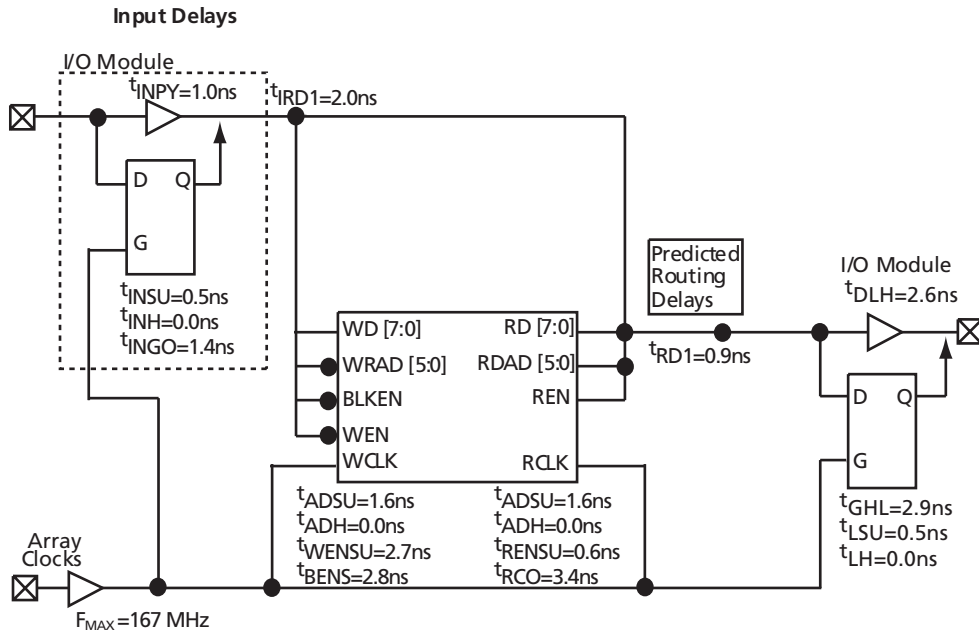 Input Delays
I/O Module
tINPY=1.0ns
tIRD1=2.0ns
D Q
G
tINSU=0.5ns
tINH=0.0ns
tINGO=1.4ns
Predicted
Routing
Delays
I/O Module
tDLH=2.6ns
WD [7:0] RD [7:0]
WRAD [5:0] RDAD [5:0]
BLKEN REN
WEN
WCLK RCLK
tRD1=0.9ns
D Q
G
tADSU=1.6ns
tADH=0.0ns
tWENSU=2.7ns
tBENS=2.8ns
tADSU=1.6ns
tADH=0.0ns
tRENSU=0.6ns
tRCO=3.4ns
tGHL=2.9ns
tLSU=0.5ns
tLH=0.0ns
Array
Clocks
FMAX=167 MHz